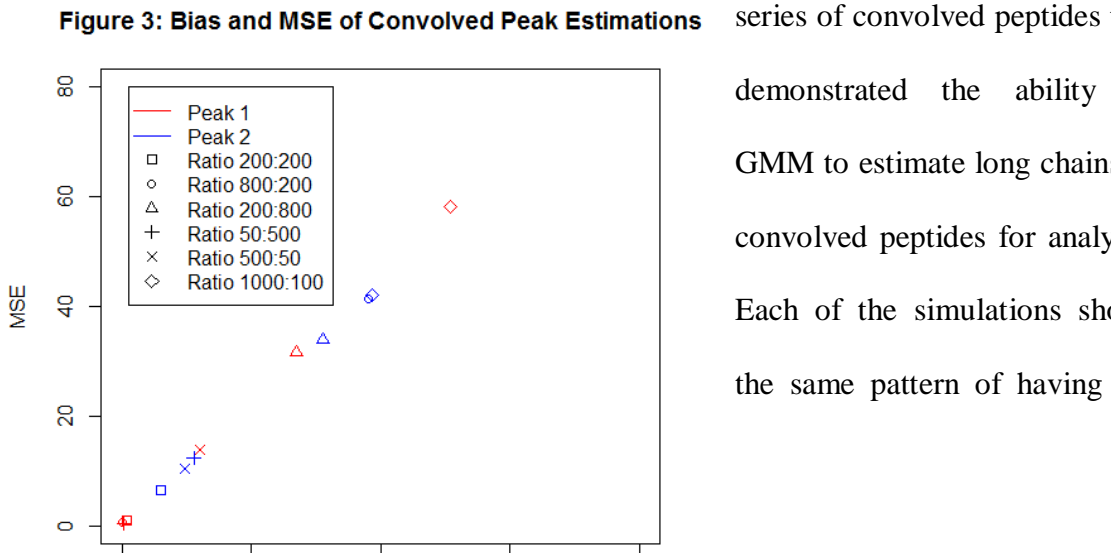 Figure 3: Bias and MSE of Convolved Peak Estimations
80
60
40
20
0
MSE
Peak 1
Peak 2
Ratio 200:200
Ratio 800:200
Ratio 200:800
Ratio 50:500
Ratio 500:50
Ratio 1000:100
series of convolved peptides
demonstrated the ability
GMM to estimate long chains
convolved peptides for analy
Each of the simulations sho
the same pattern of having